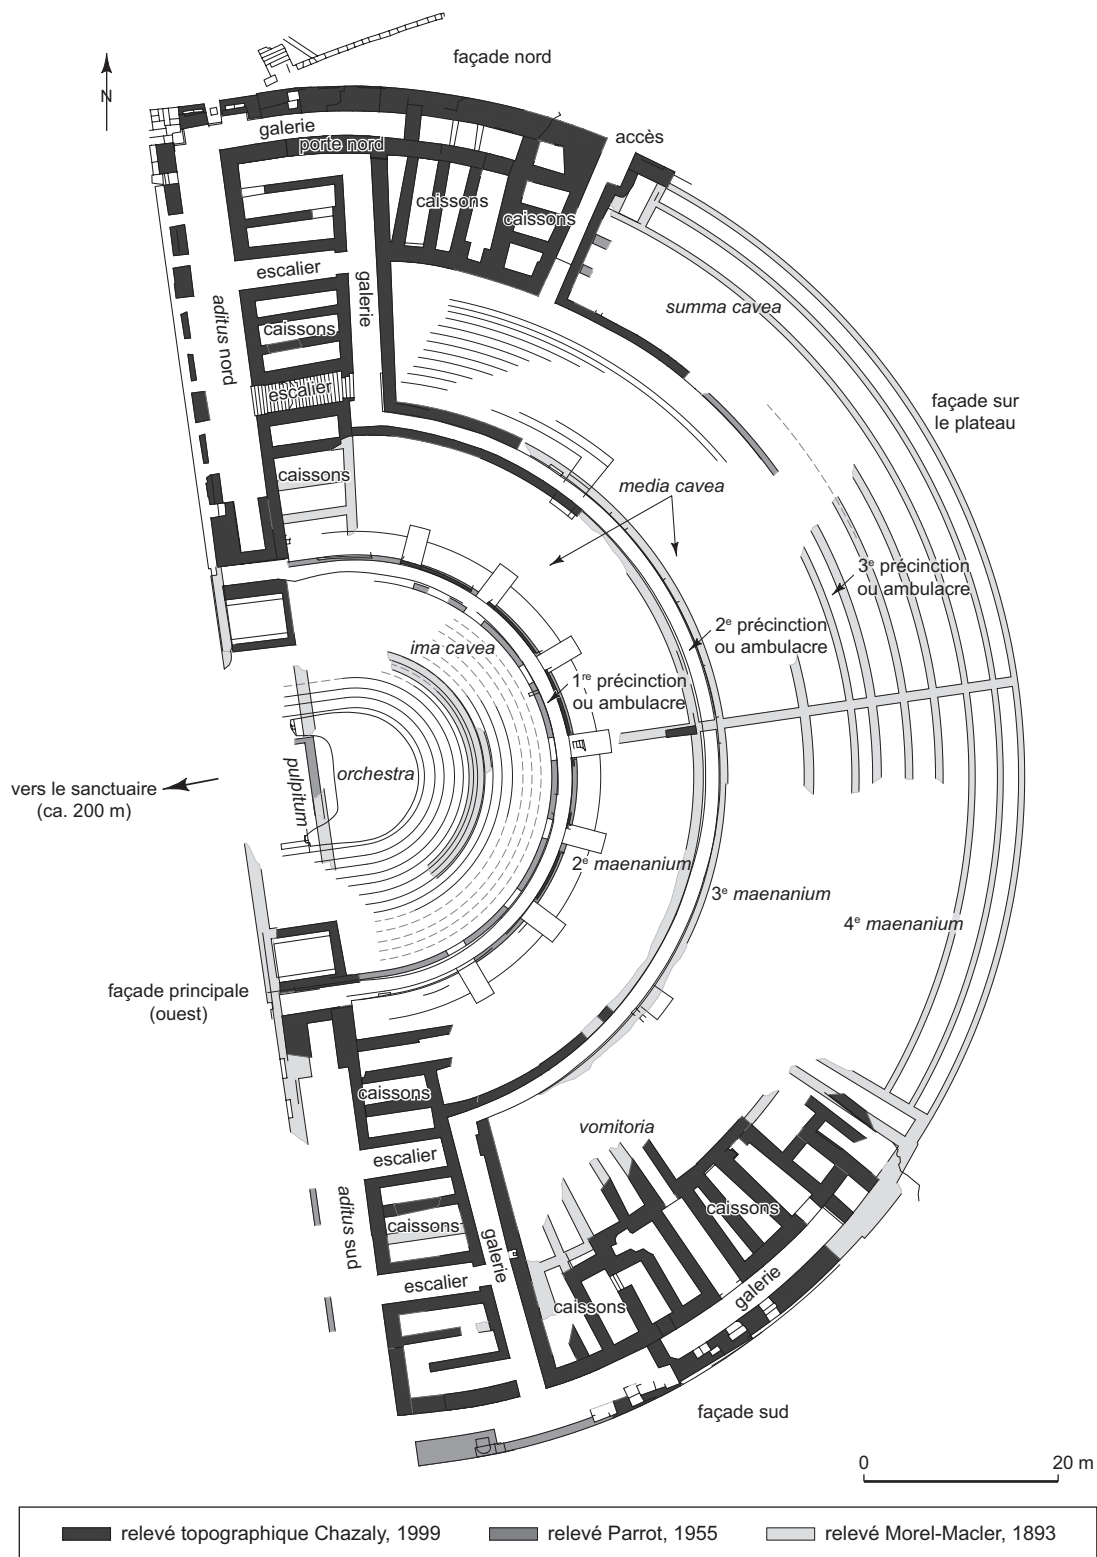 façade nord
N
accès
galerie
porte nord
caissons
caissons
escalier
galerie
summa cavea
aditus nord
caissons
escalier
façade sur
le plateau
caissons
media cavea
3e précinction
ou ambulacre
2e précinction
ou ambulacre
ima cavea
1re précinction
ou ambulacre
orchestra
pulpitum
vers le sanctuaire
(ca. 200 m)
2e maenanium
3e maenanium
4e maenanium
façade principale
(ouest)
caissons
vomitoria
escalier
aditus sud
caissons
caissons
galerie
escalier
galerie
caissons
façade sud
0 20 m
relevé topographique Chazaly, 1999 relevé Parrot, 1955 relevé Morel-Macler, 1893